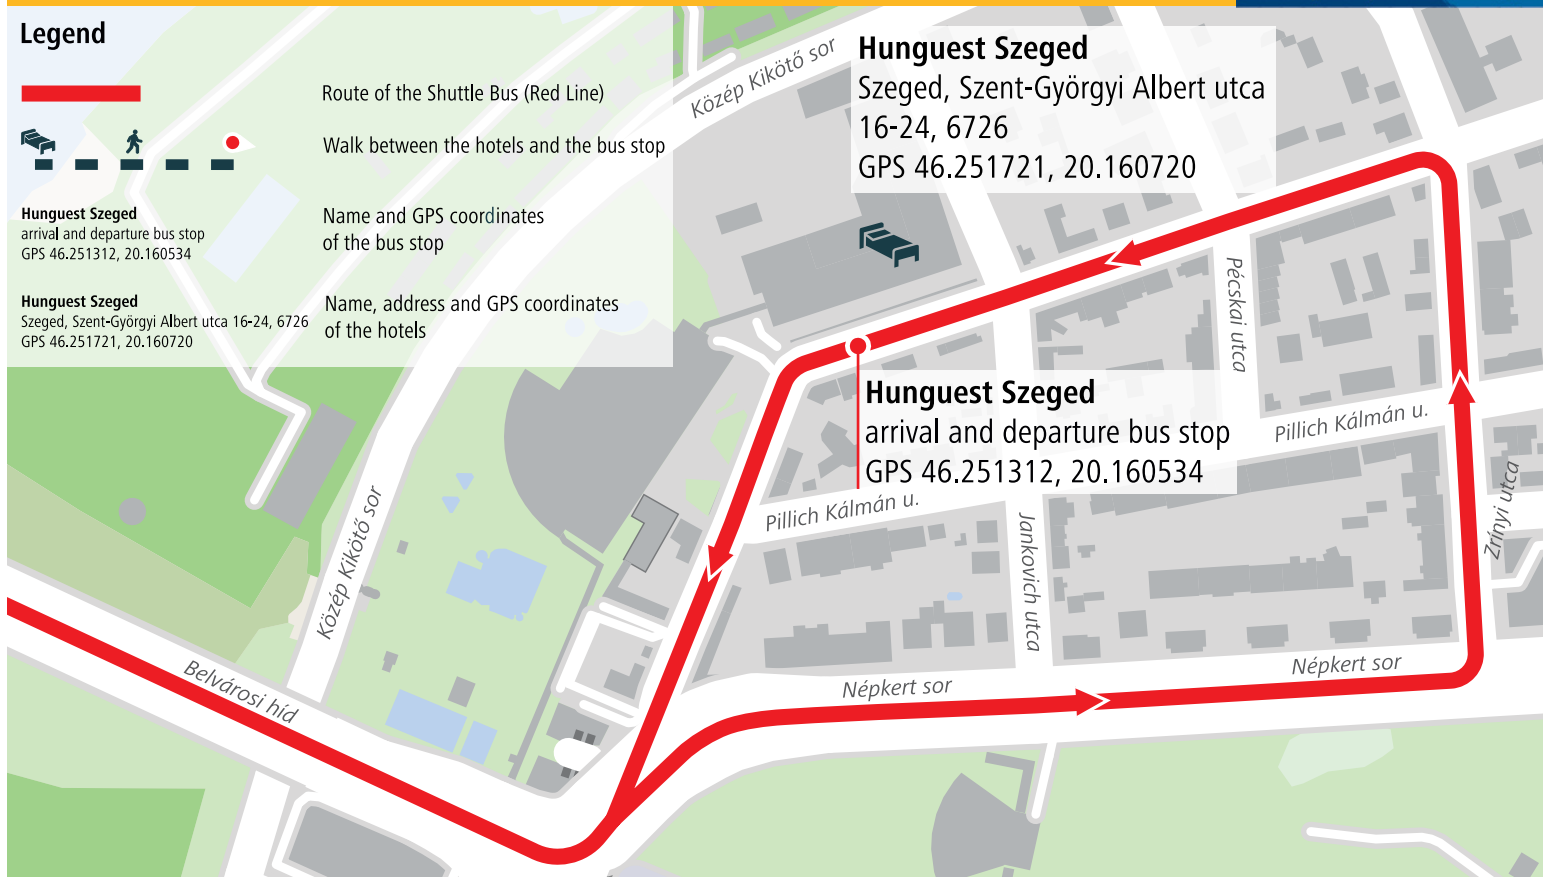 Legend
Route of the Shuttle Bus (Red Line)
Walk between the hotels and the bus stop
Hunguest Szeged
arrival and departure bus stop
GPS 46.251312, 20.160534
Name and GPS coordinates
of the bus stop
Hunguest Szeged
Szeged, Szent-Györgyi Albert utca 16-24, 6726
GPS 46.251721, 20.160720
Name, address and GPS coordinates
of the hotels
Közép Kikötő sor
Hunguest Szeged
Szeged, Szent-Györgyi Albert utca
16-24, 6726
GPS 46.251721, 20.160720
Pécskai utca
Hunguest Szeged
arrival and departure bus stop
GPS 46.251312, 20.160534
Pillich Kálmán u.
Pillich Kálmán u.
Zrínyi utca
Jankovich utca
Közép Kikötő sor
Belvárosi híd
Népkert sor
Népkert sor